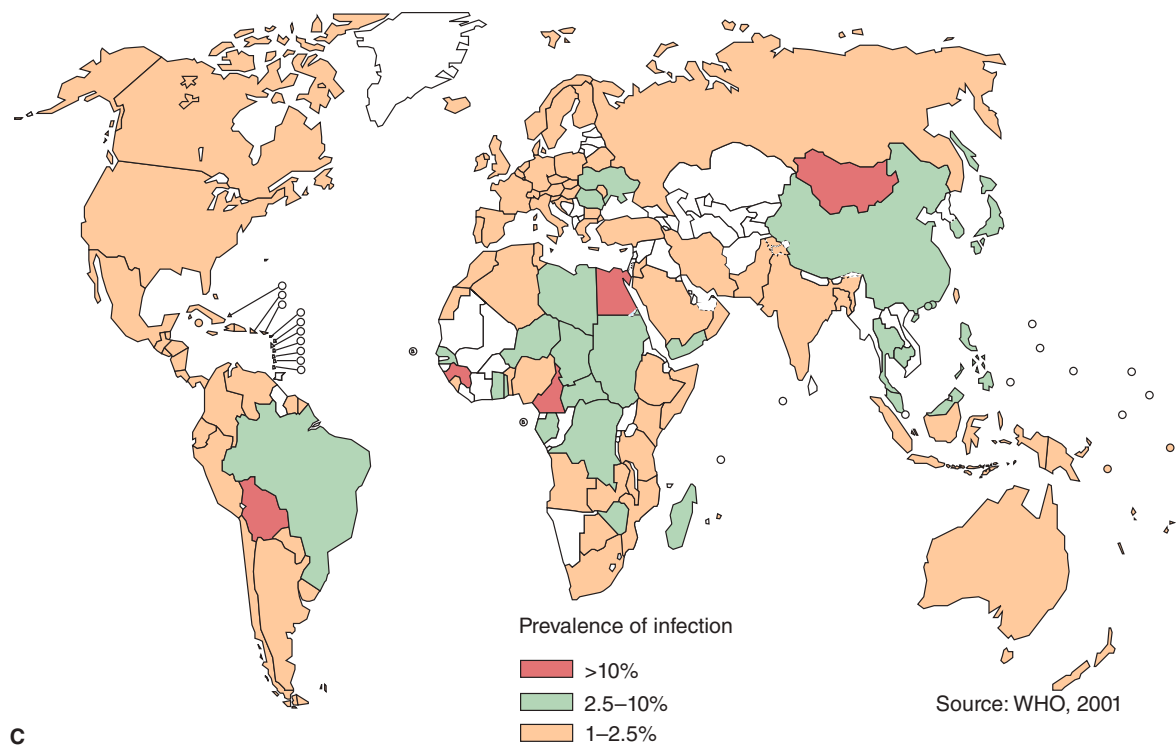 Prevalence of infection
>10%
2.5–10%
1–2.5%
Source: WHO, 2001
C